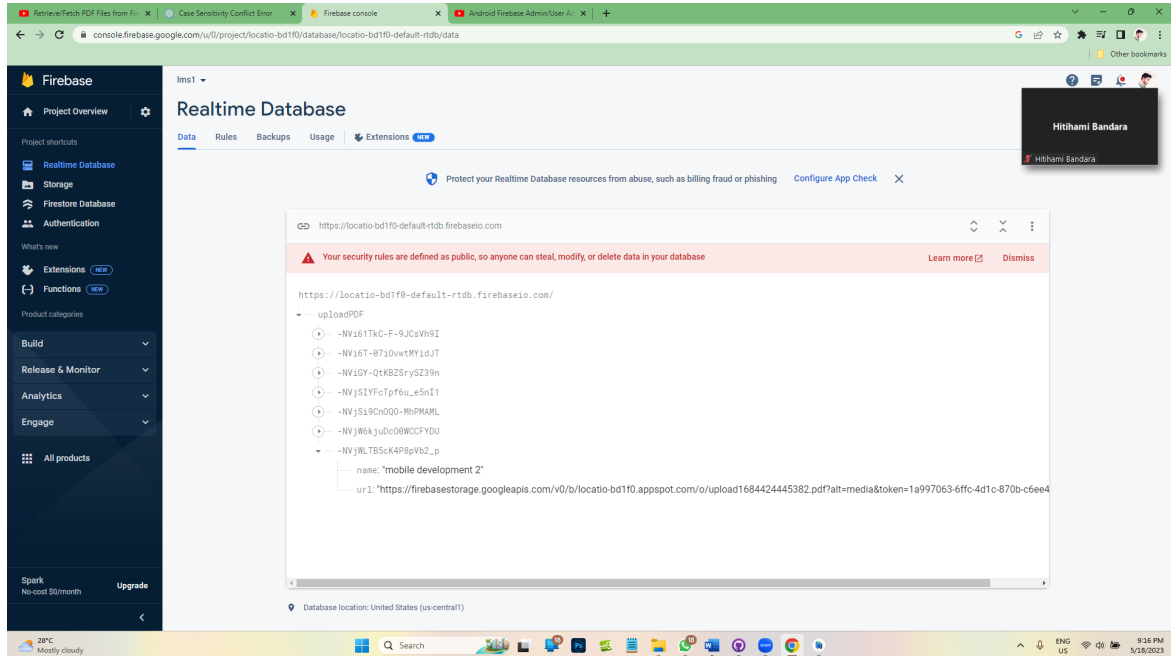 Retrieve/Fetch PDF Files from Fir
Case Sensitivity Conflict Error
Firebase console
Android Firebase Admin/User Ac
console.firebase.google.com/u/0/project/locatio-bd1f0/database/locatio-bd1f0-default-rtdb/data
Other bookmarks
Firebase
lms1
Project Overview
Realtime Database
Hitihami Bandara
Hitihami Bandara
Data Rules Backups Usage Extensions NEW
Project shortcuts
Realtime Database
Storage
Firestore Database
Authentication
What's new
Extensions NEW
Functions NEW
Product categories
Build
Release & Monitor
Analytics
Engage
All products
Spark
No-cost $0/month
Upgrade
Protect your Realtime Database resources from abuse, such as billing fraud or phishing Configure App Check
https://locatio-bd1f0-default-rtdb.firebaseio.com
Your security rules are defined as public, so anyone can steal, modify, or delete data in your database Learn more Dismiss
https://locatio-bd1f0-default-rtdb.firebaseio.com/
uploadPDF
-NVi61TkC-F-9JCsVh9I
-NVi6T-07iOvwtMYidJT
-NViGY-QtKBZSrySZ39n
-NVjSIYFcTpf6u_e5nI1
-NVjSi9CnOQO-MhPMAML
-NVjW6kjuDcO0WCCFYDU
-NVjWLTB5cK4P8pVb2_p
name: "mobile development 2"
url: "https://firebasestorage.googleapis.com/v0/b/locatio-bd1f0.appspot.com/o/upload1684424445382.pdf?alt=media&token=1a997063-6ffc-4d1c-870b-c6ee4
Database location: United States (us-central1)
28°C
Mostly cloudy
Search
ENG
US
9:16 PM
5/18/2023